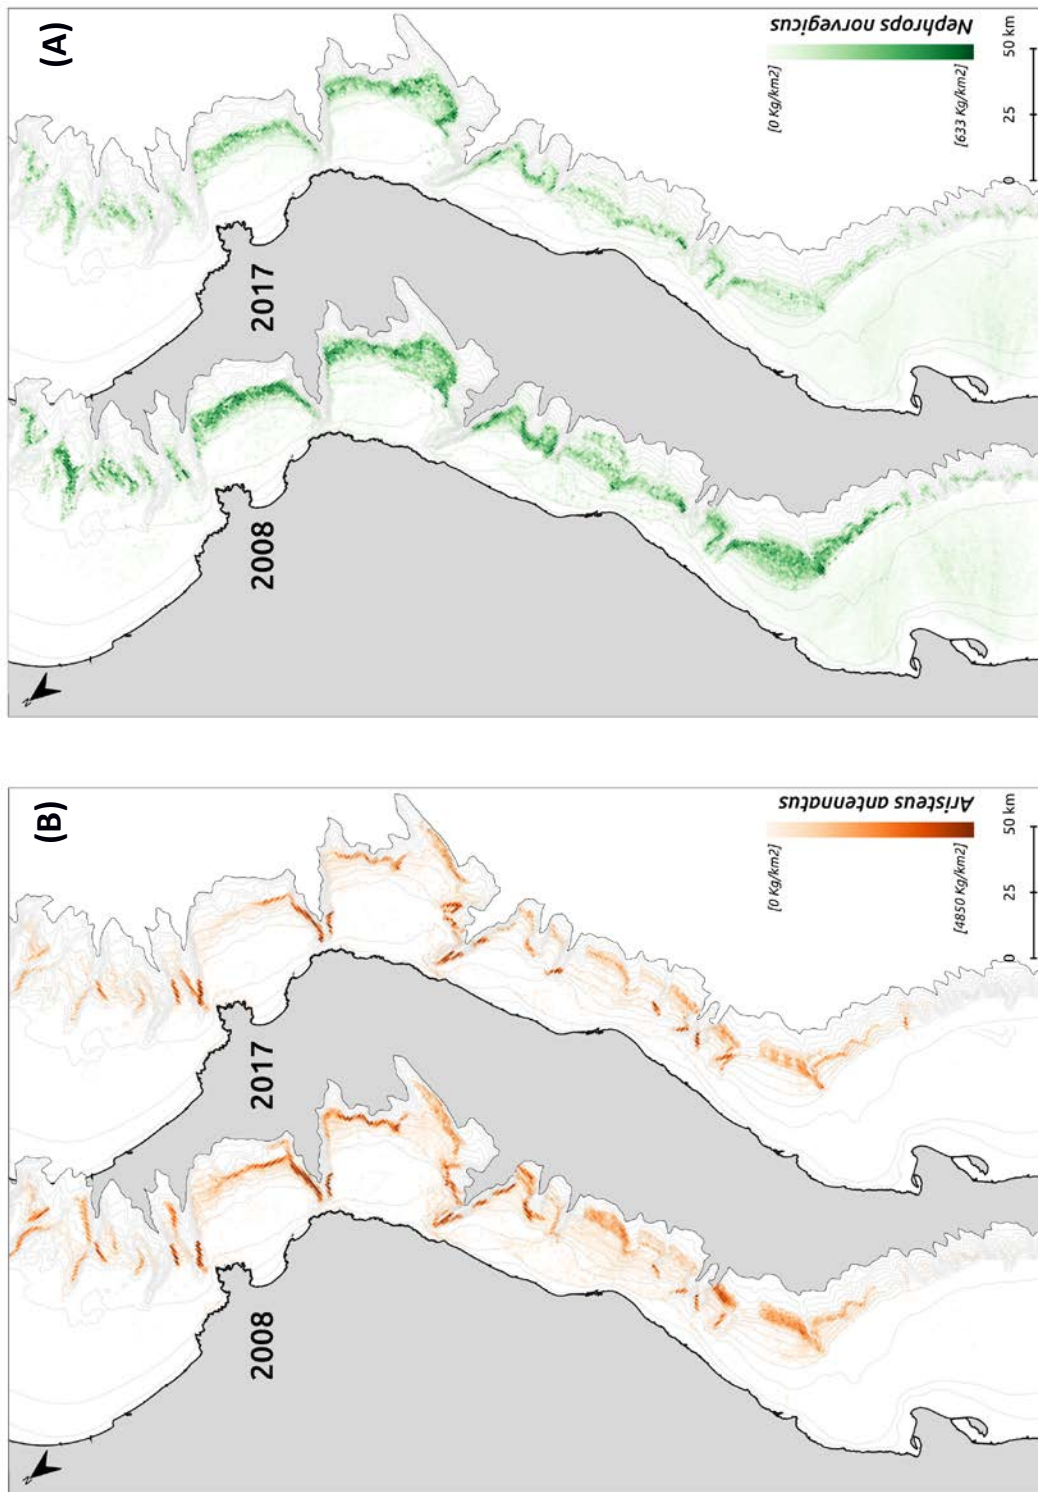 (A)
2017
2008
Nephrops norvegicus
[0 Kg/km2]
[633 Kg/km2]
0 25 50 km
N
(B)
2017
2008
Aristeus antennatus
[0 Kg/km2]
[4850 Kg/km2]
0 25 50 km
N